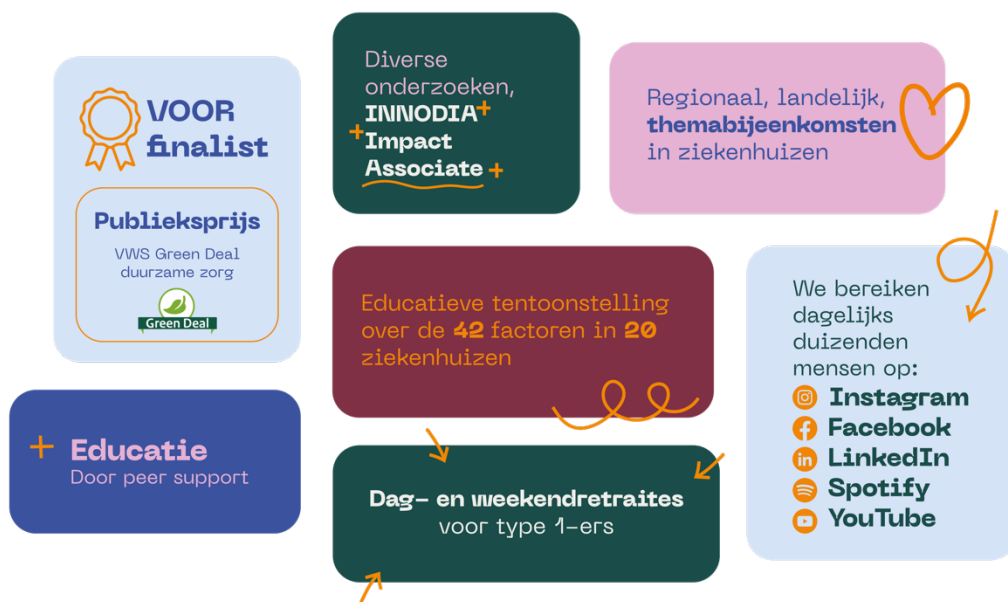 VOOR
finalist
Publieksprijs
VWS Green Deal
duurzame zorg
Green Deal
Diverse
onderzoeken,
INNODIA
Impact
Associate
Regionaal, landelijk,
themabijeenkomsten
in ziekenhuizen
Educatieve tentoonstelling
over de 42 factoren in 20
ziekenhuizen
We bereiken
dagelijks
duizenden
mensen op:
Instagram
Facebook
in LinkedIn
Spotify
YouTube
Educatie
Door peer support
Dag- en weekendretraites
voor type 1-ers